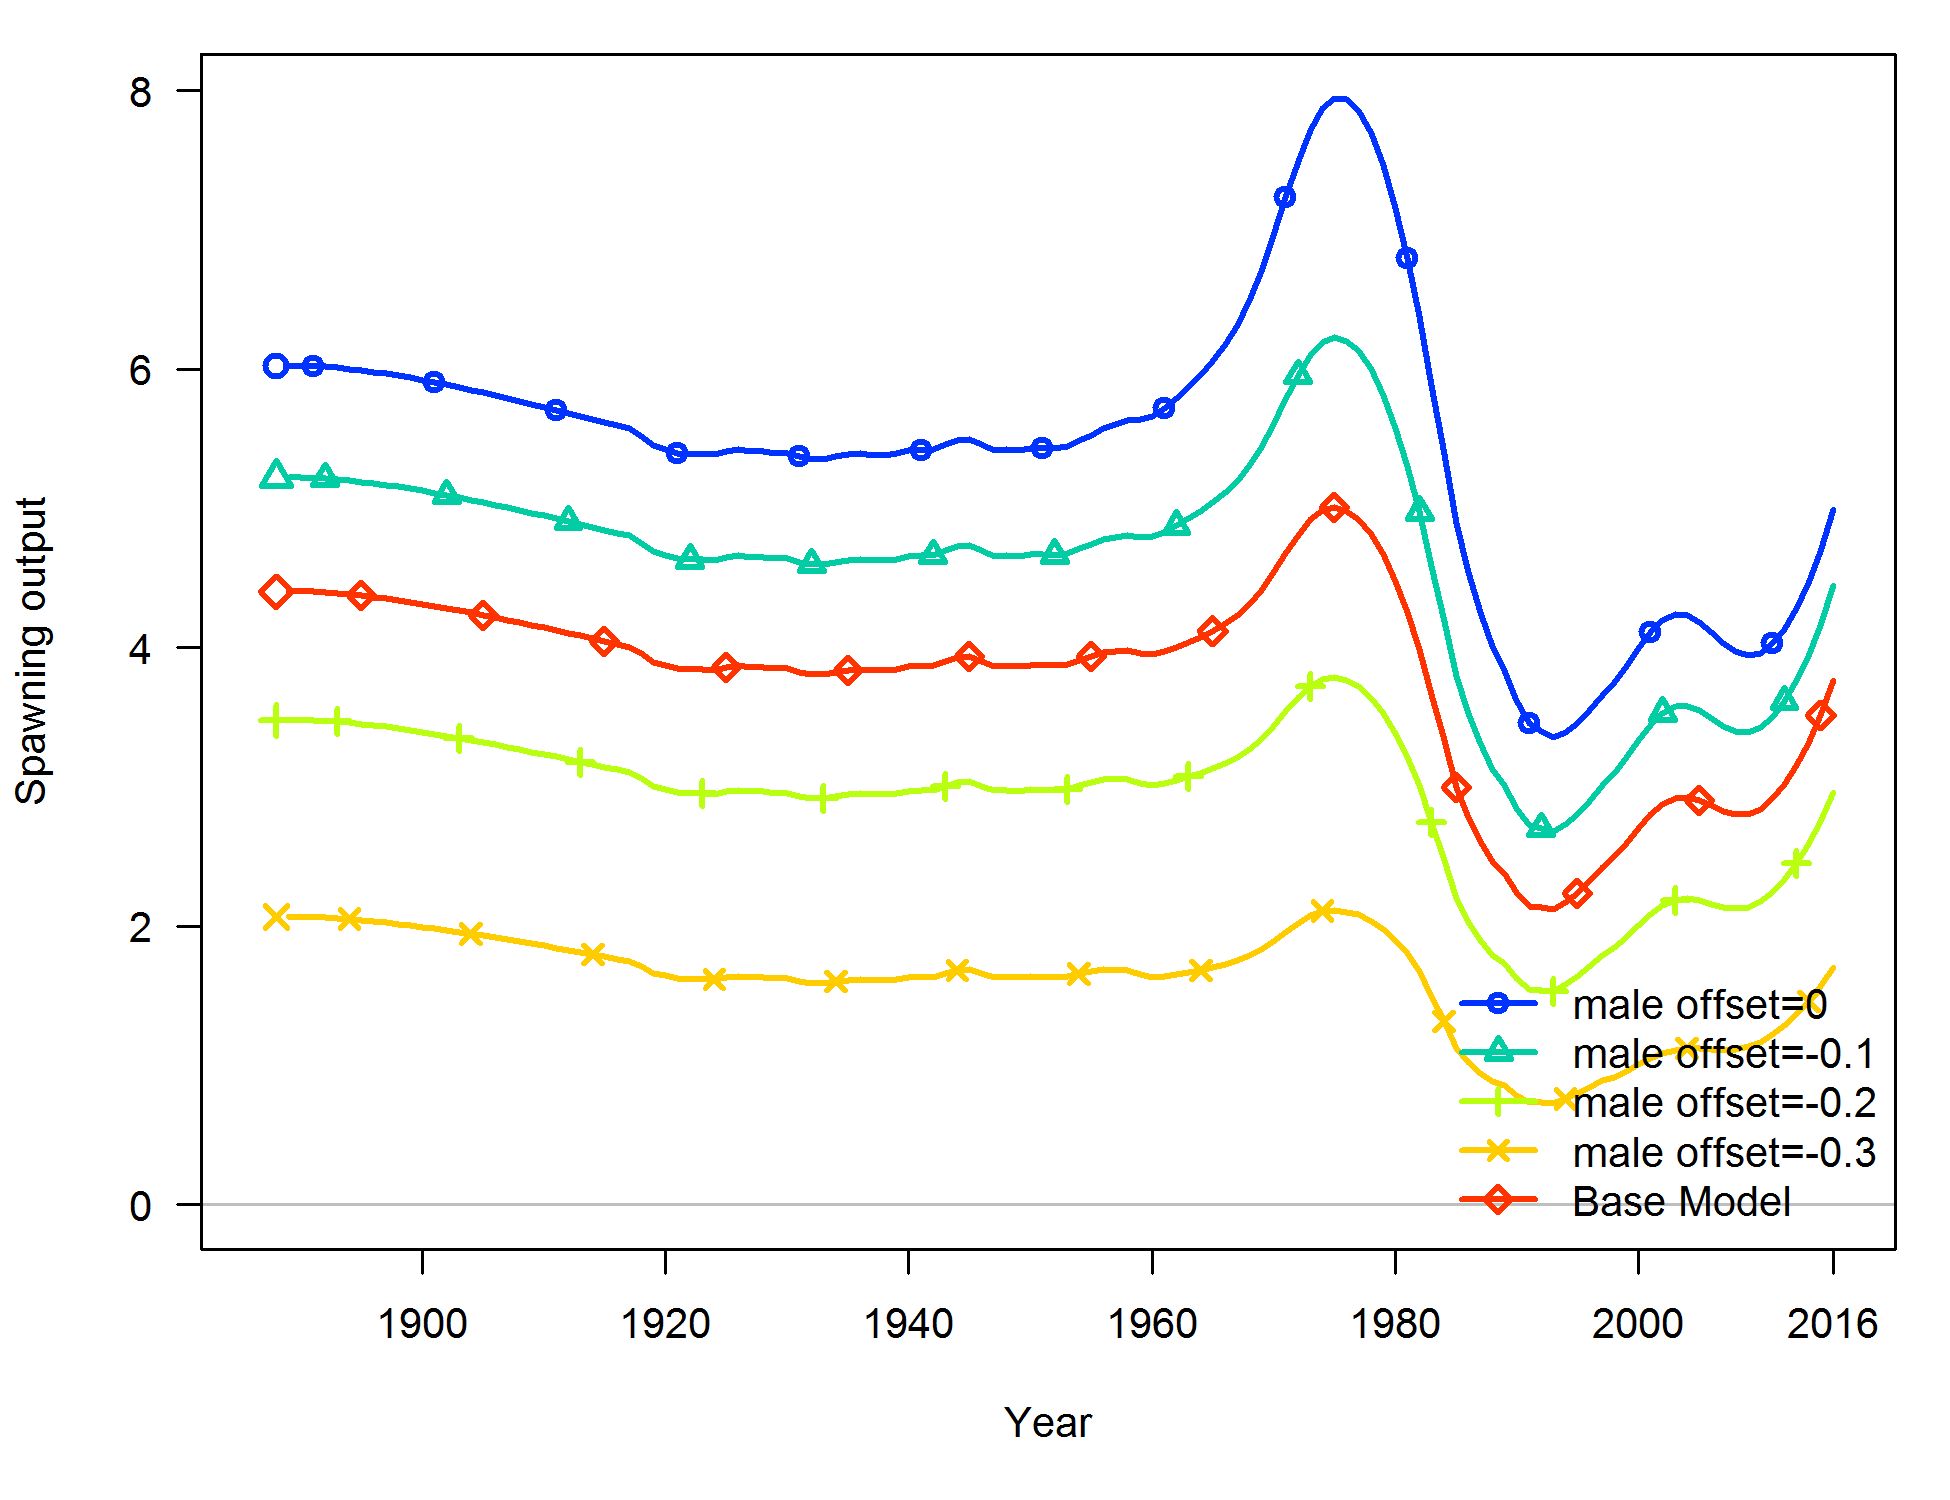 8
6
4
2
0
Spawning output
1900
1920
1940
1960
1980
2000
2016
Year
male offset=0
male offset=-0.1
male offset=-0.2
male offset=-0.3
Base Model